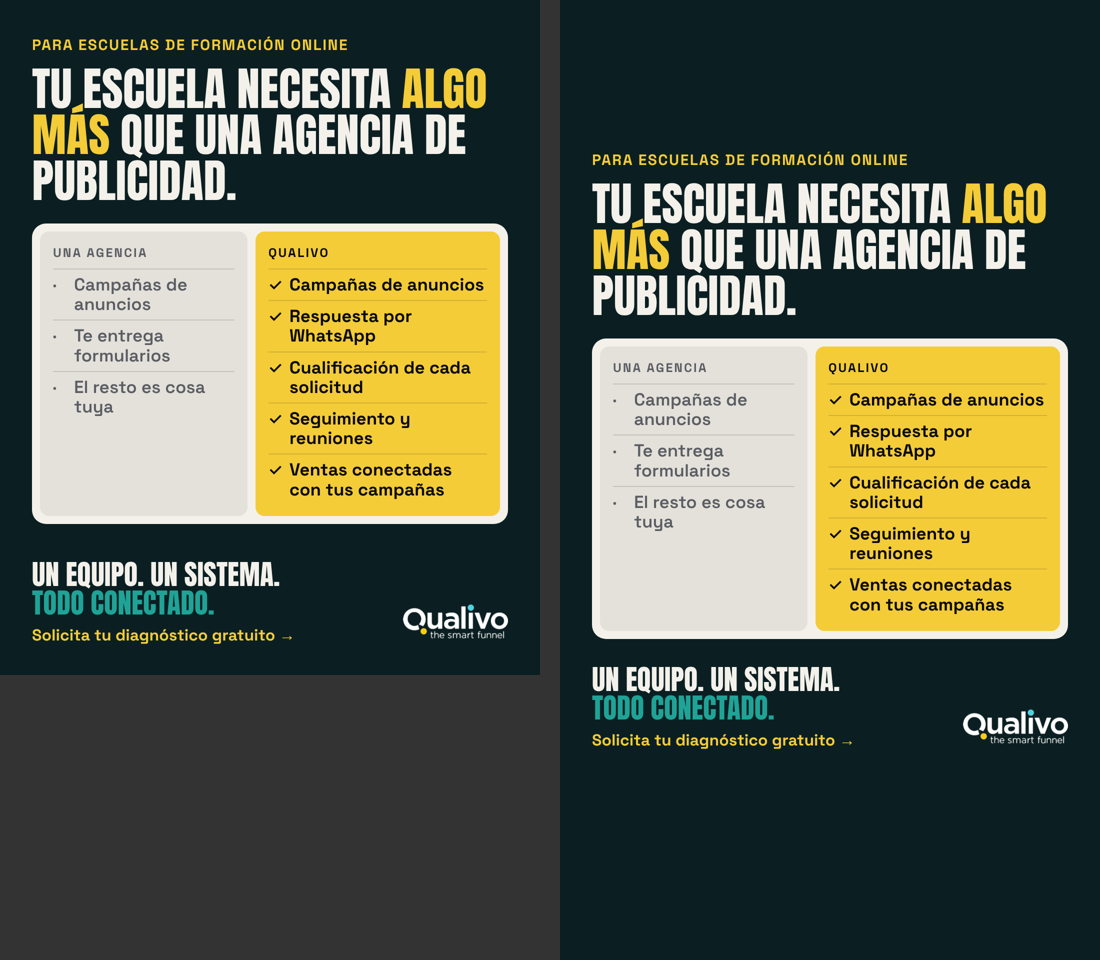 PARA ESCUELAS DE FORMACIÓN ONLINE
TU ESCUELA NECESITA ALGO
MÁS QUE UNA AGENCIA DE
PUBLICIDAD.
UNA AGENCIA
· Campañas de
anuncios
· Te entrega
formularios
· El resto es cosa
tuya
QUALIVO
✓ Campañas de anuncios
✓ Respuesta por
WhatsApp
✓ Cualificación de cada
solicitud
✓ Seguimiento y
reuniones
✓ Ventas conectadas
con tus campañas
UN EQUIPO. UN SISTEMA.
TODO CONECTADO.
Solicita tu diagnóstico gratuito →
Qualivo
the smart funnel
PARA ESCUELAS DE FORMACIÓN ONLINE
TU ESCUELA NECESITA ALGO
MÁS QUE UNA AGENCIA DE
PUBLICIDAD.
UNA AGENCIA
· Campañas de
anuncios
· Te entrega
formularios
· El resto es cosa
tuya
QUALIVO
✓ Campañas de anuncios
✓ Respuesta por
WhatsApp
✓ Cualificación de cada
solicitud
✓ Seguimiento y
reuniones
✓ Ventas conectadas
con tus campañas
UN EQUIPO. UN SISTEMA.
TODO CONECTADO.
Solicita tu diagnóstico gratuito →
Qualivo
the smart funnel